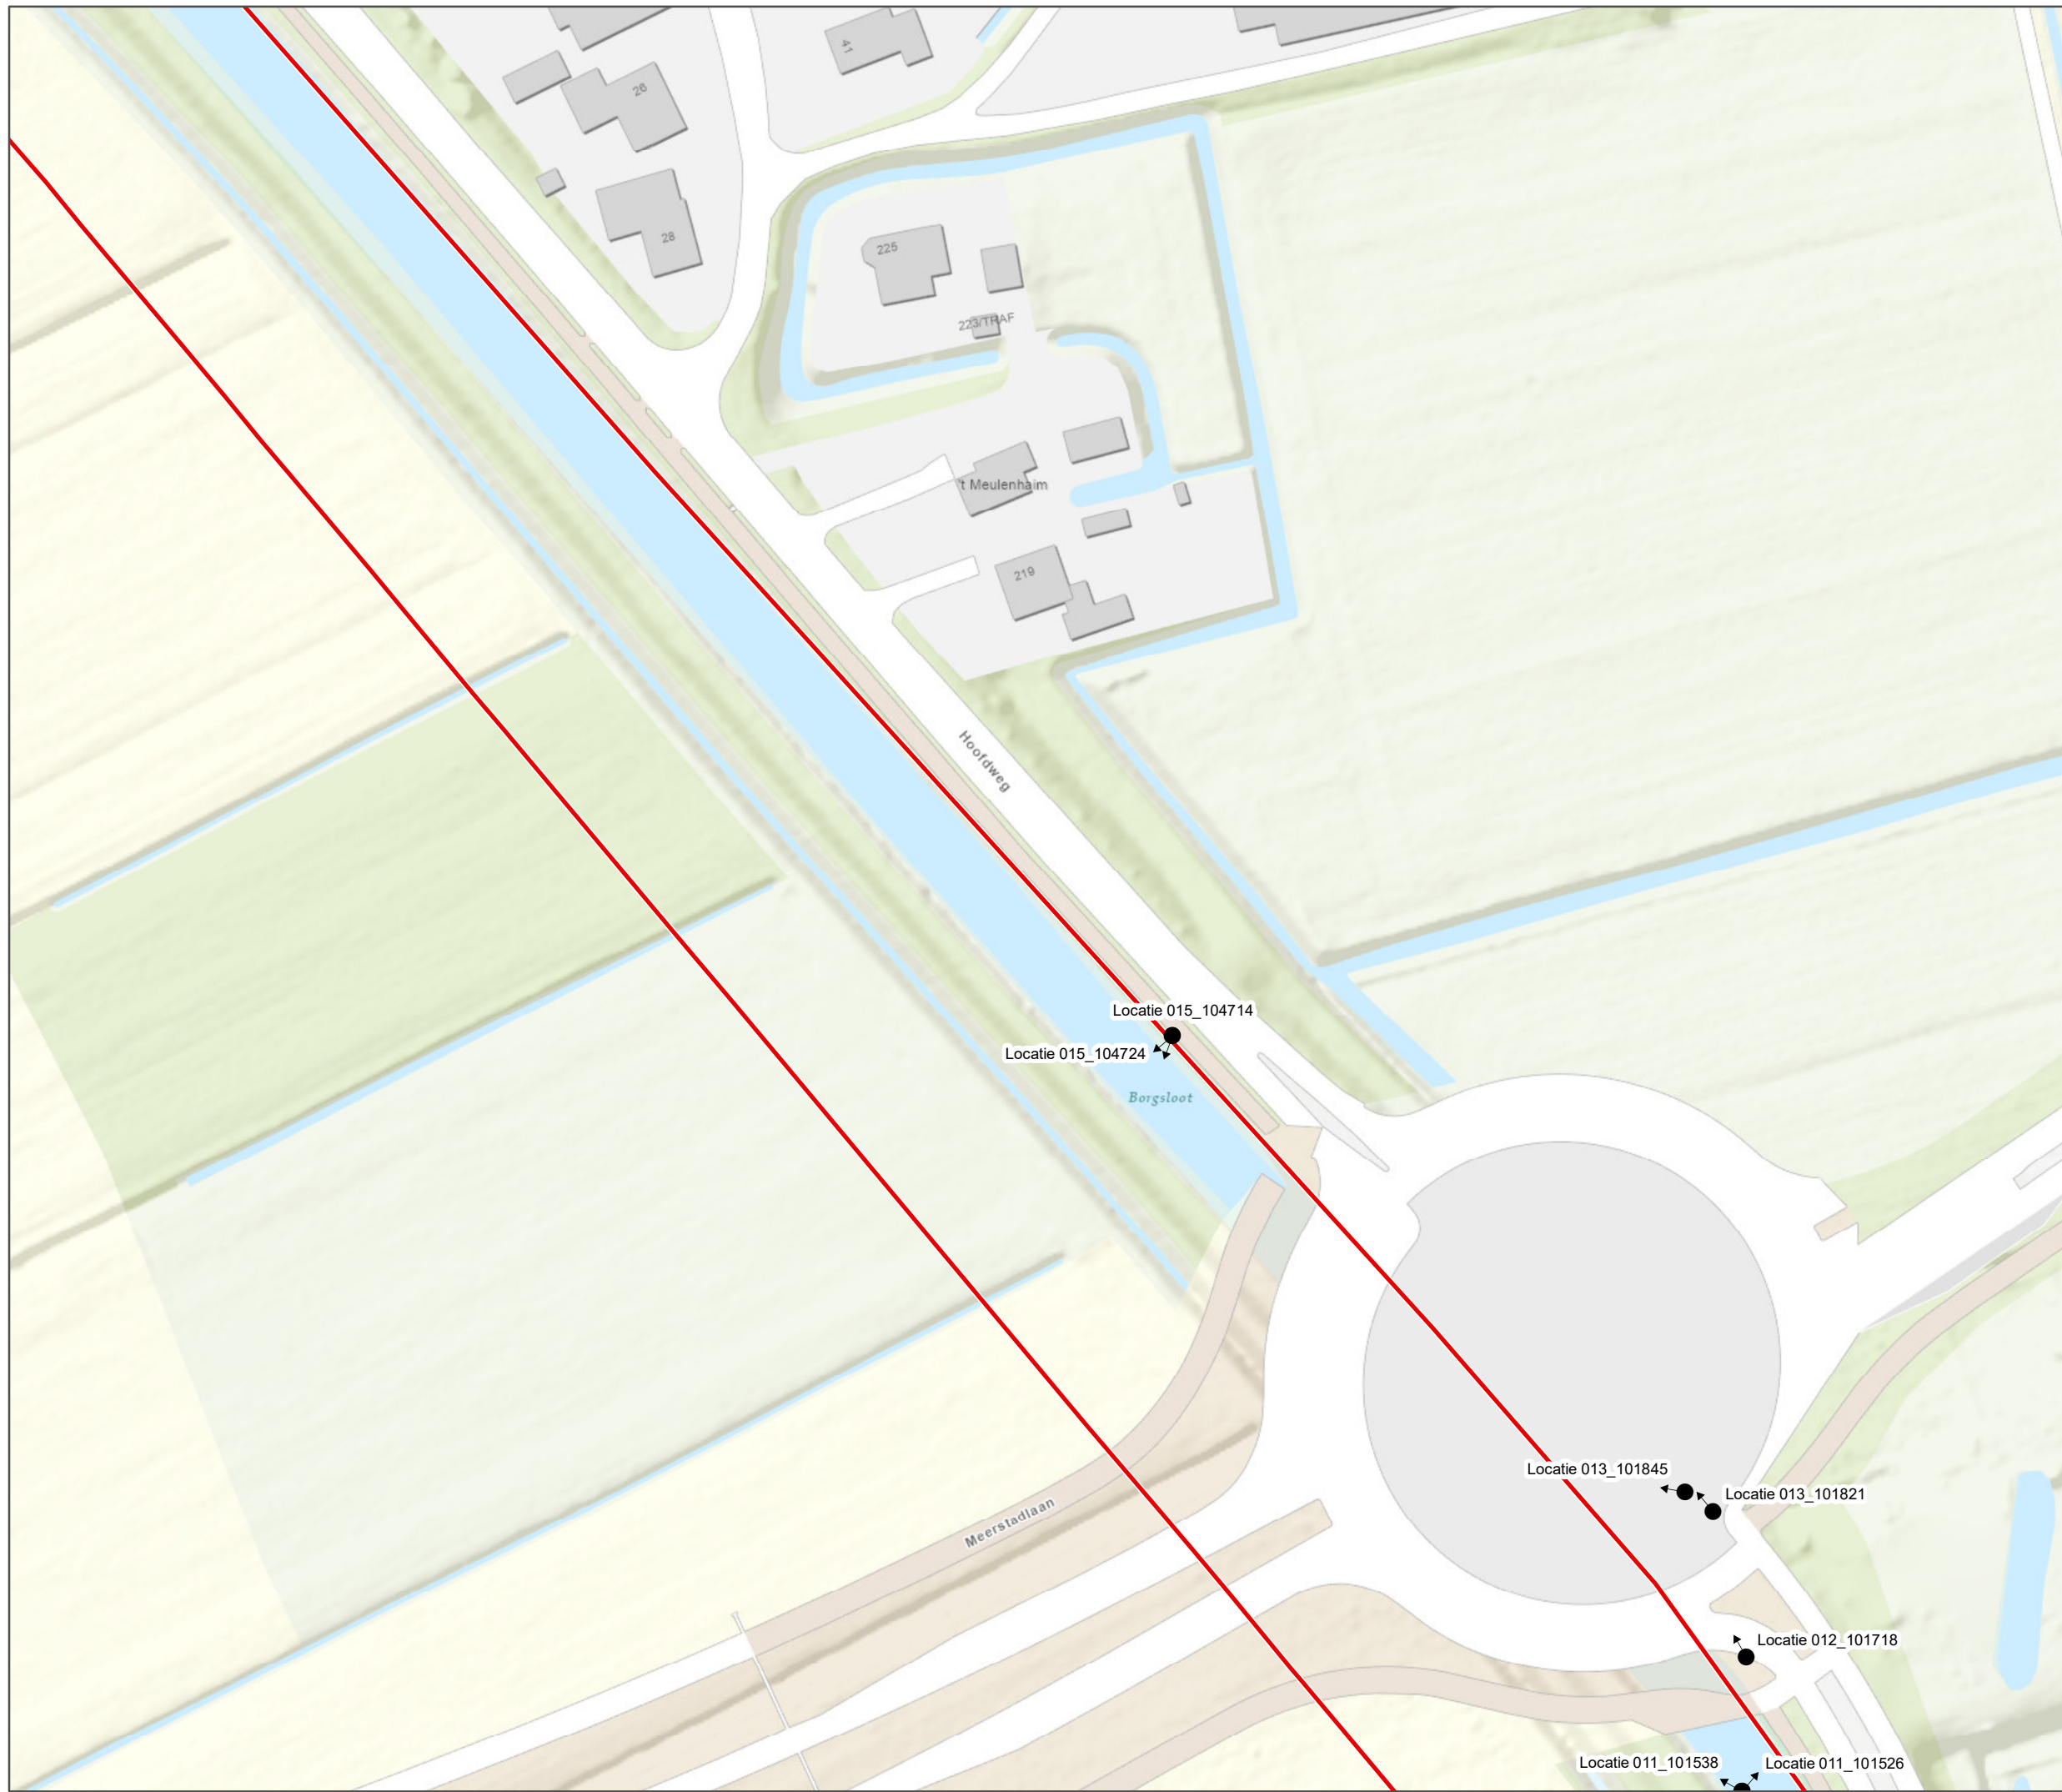 41
26
28
225
223/TRAF
't Meulenhaim
219
Hoofdweg
Locatie 015_104714
Locatie 015_104724
Borgsloot
Locatie 013_101845
Locatie 013_101821
Meerstadlaan
Locatie 012_101718
Locatie 011_101538
Locatie 011_101526